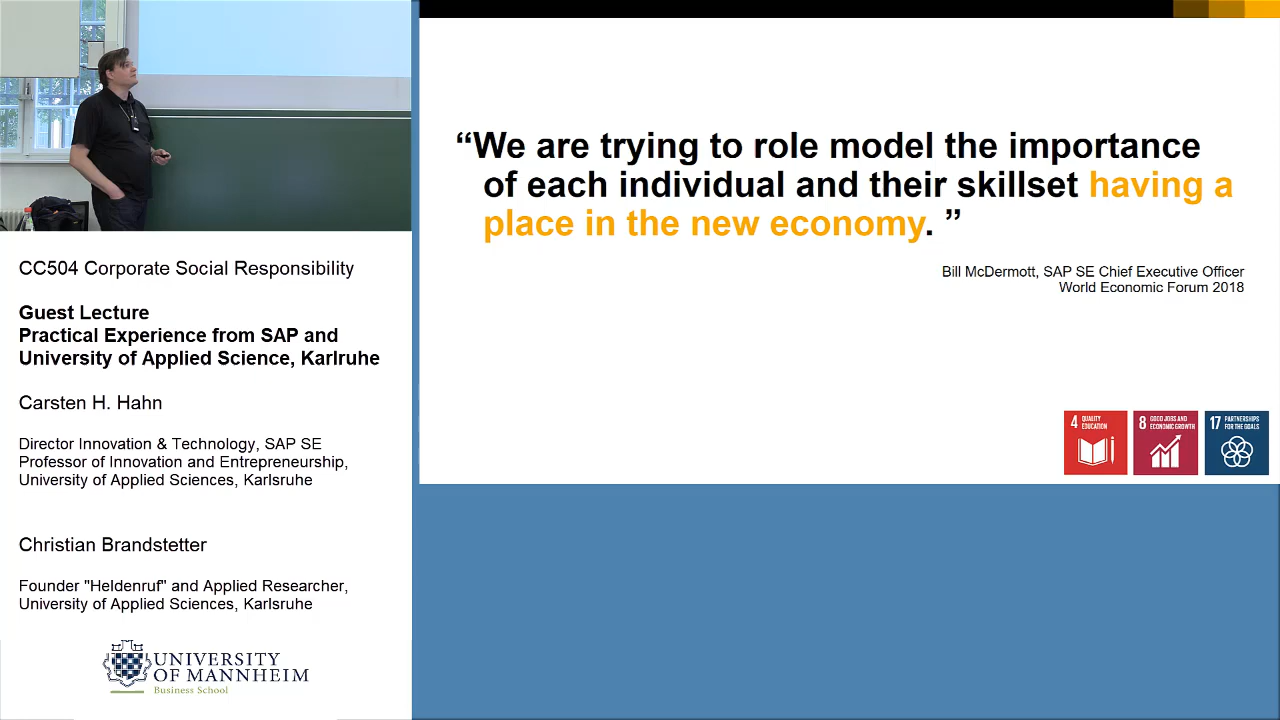 CC504 Corporate Social Responsibility
Guest Lecture
Practical Experience from SAP and
University of Applied Science, Karlsruhe
Carsten H. Hahn
Director Innovation & Technology, SAP SE
Professor of Innovation and Entrepreneurship,
University of Applied Sciences, Karlsruhe
Christian Brandstetter
Founder "Heldenruf" and Applied Researcher,
University of Applied Sciences, Karlsruhe
UNIVERSITY
OF MANNHEIM
Business School
“We are trying to role model the importance
of each individual and their skillset having a
place in the new economy. ”
Bill McDermott, SAP SE Chief Executive Officer
World Economic Forum 2018
4 QUALITY
EDUCATION
8 GOOD JOBS AND
ECONOMIC GROWTH
17 PARTNERSHIPS
FOR THE GOALS